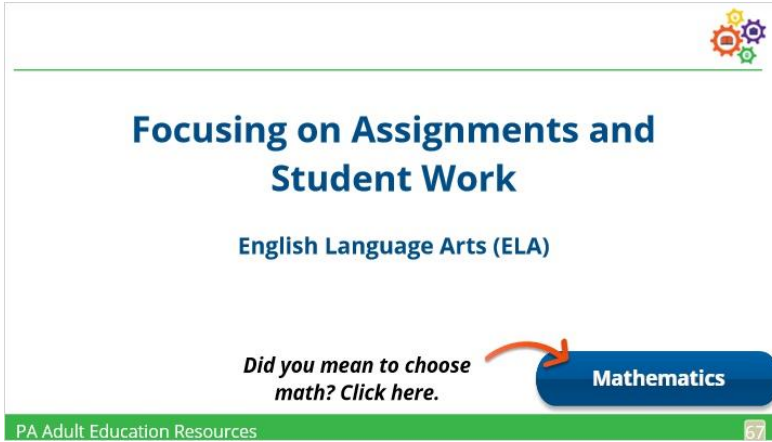 Focusing on Assignments and
Student Work
English Language Arts (ELA)
Did you mean to choose
math? Click here.
Mathematics
PA Adult Education Resources
67